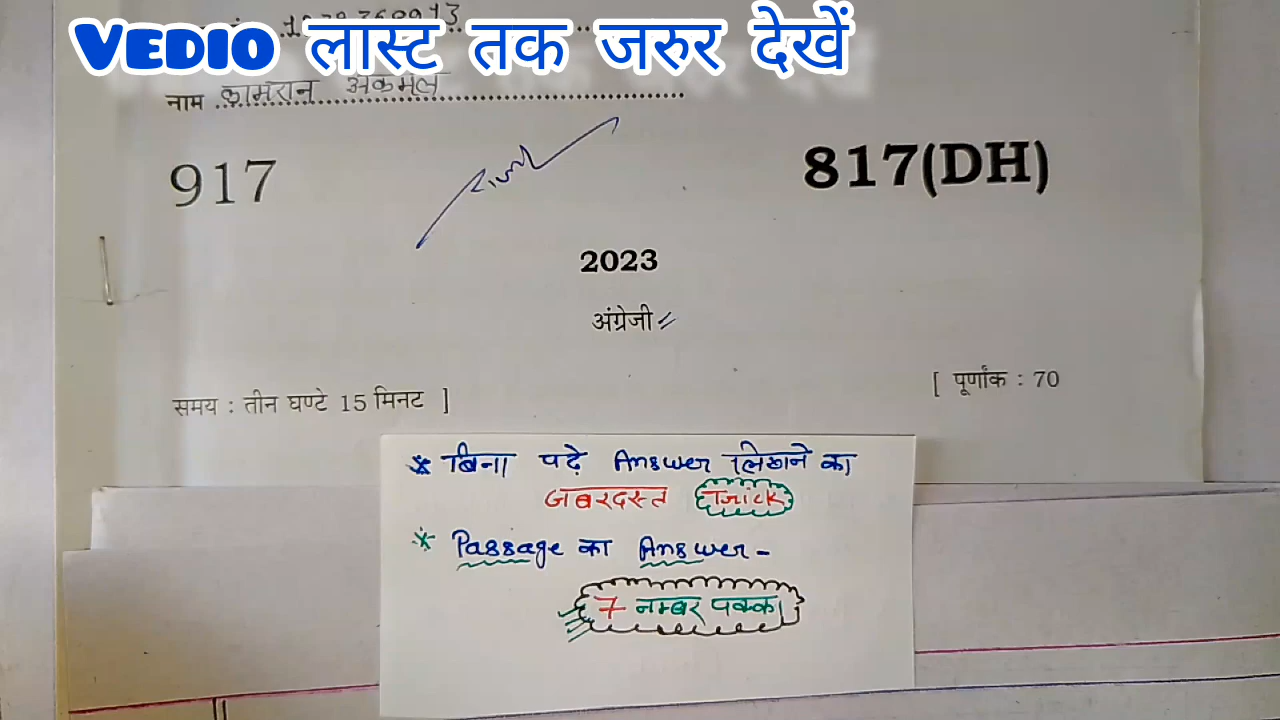 VEDIO लास्ट तक जरुर देखें
नाम कामरान अकमल
917
817(DH)
2023
अंग्रेजी
समय : तीन घण्टे 15 मिनट ]
[ पूर्णांक : 70
* बिना पढ़े Answer लिखने का
जबरदस्त Trick
* Passage का Answer -
7 नम्बर पक्का